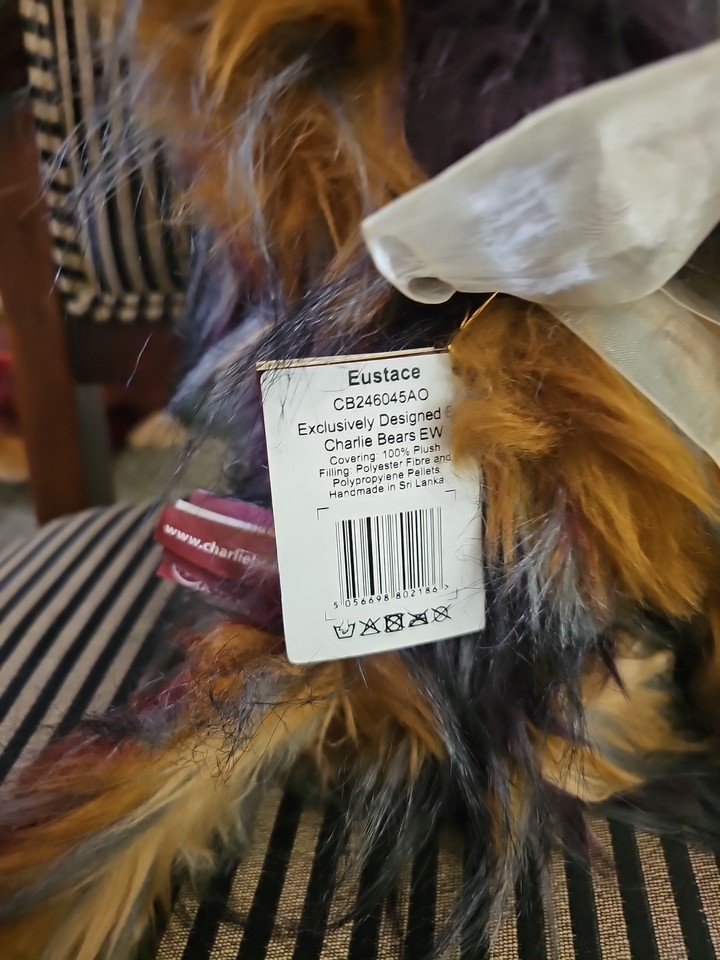 Eustace
CB246045AO
Exclusively Designed
Charlie Bears EW
Covering: 100% Plush
Filling: Polyester Fibre and
Polypropylene Pellets
Handmade in Sri Lanka
5 056698 802186 >
www.charlieb